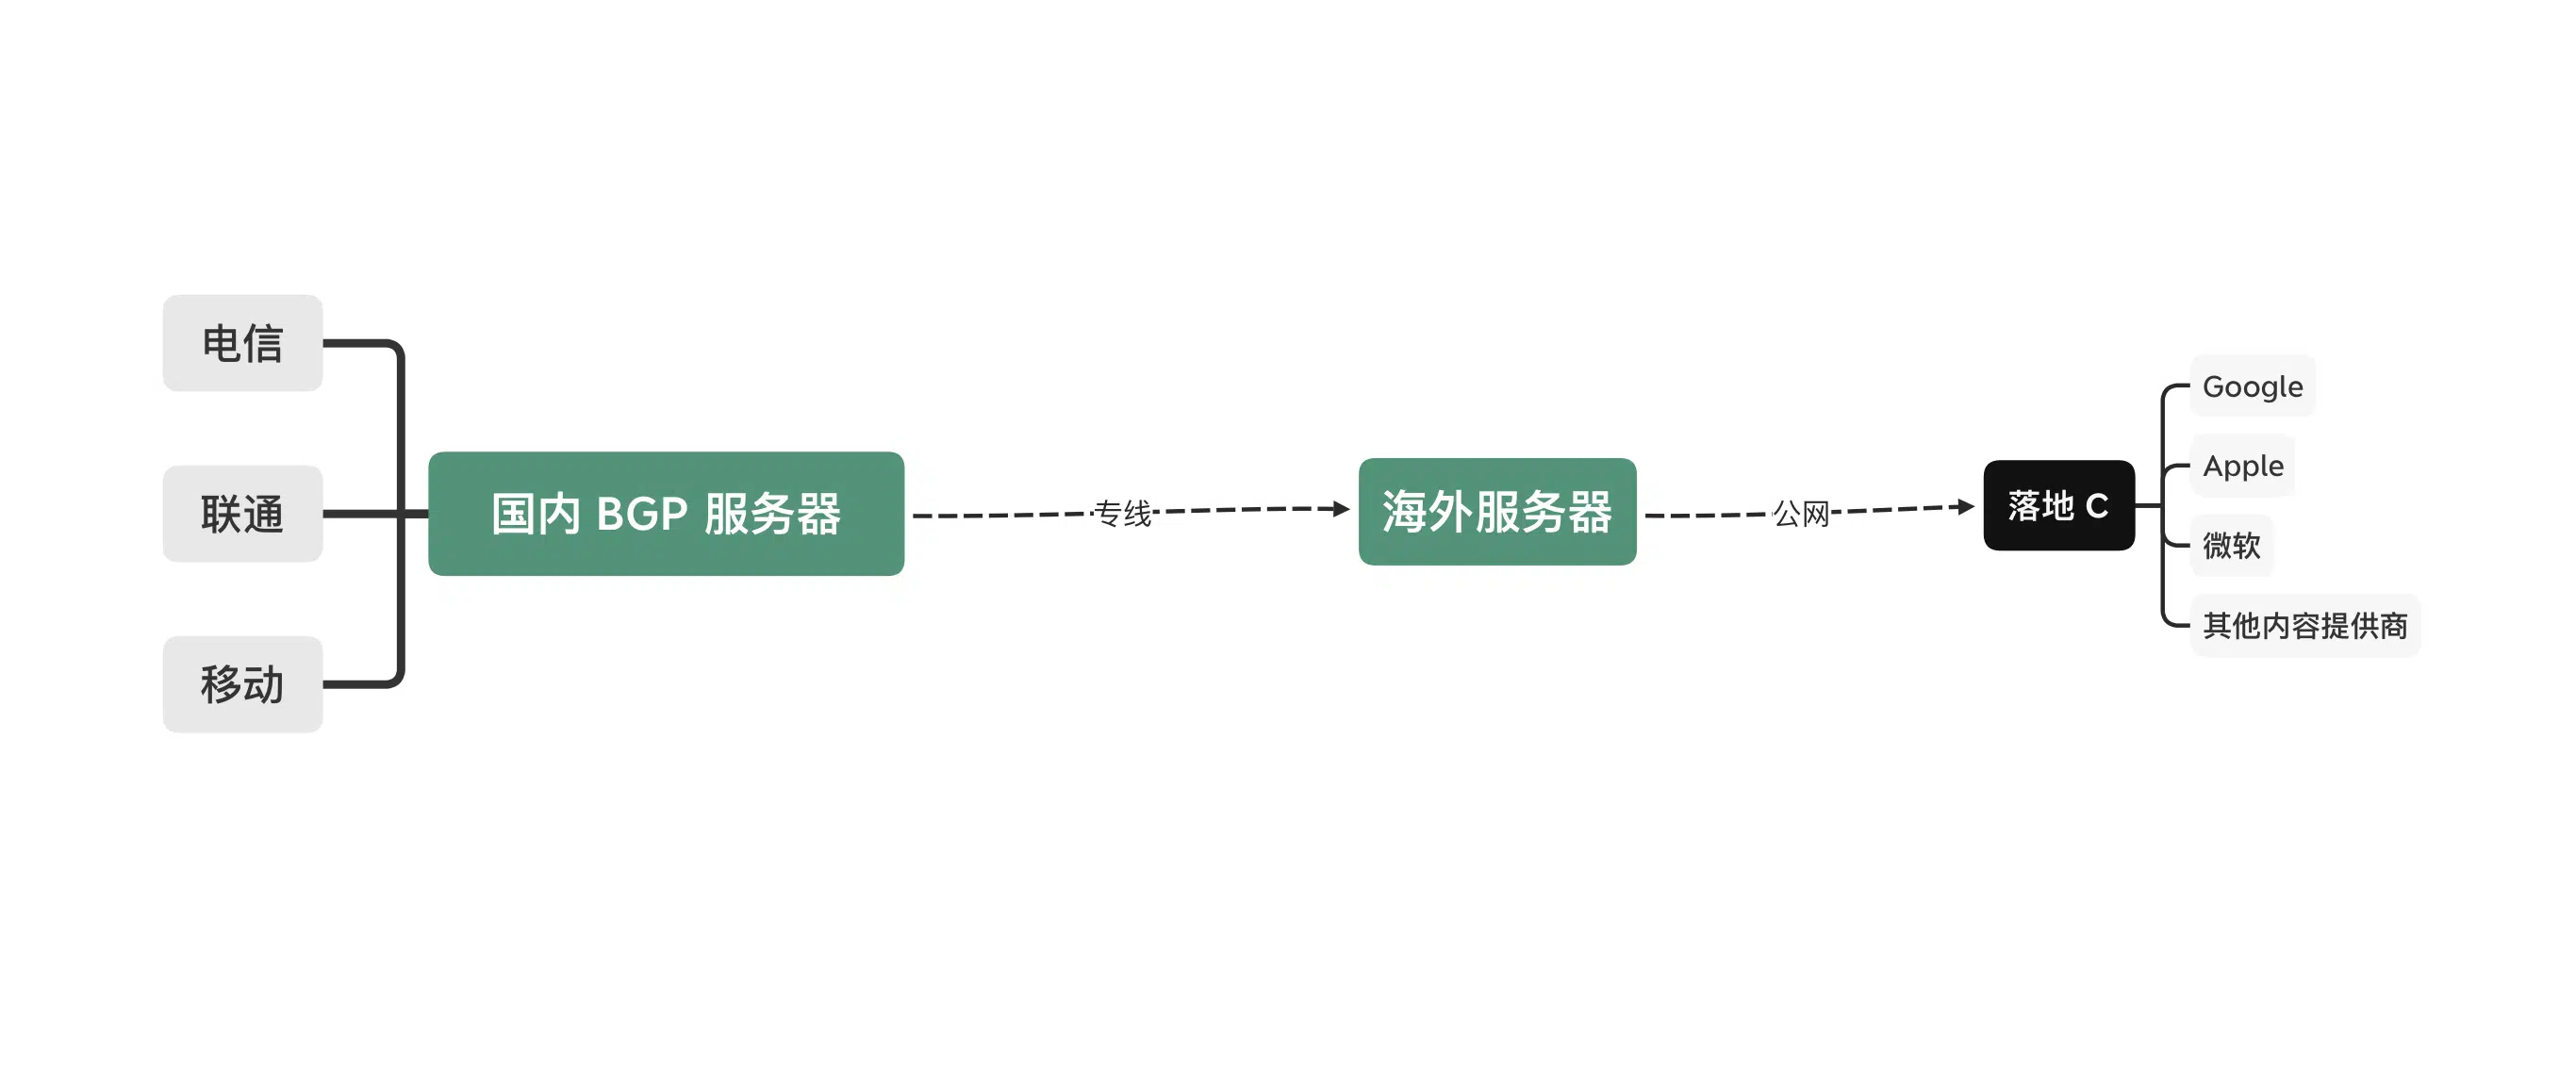 电信
联通
移动
国内 BGP 服务器
专线
海外服务器
公网
落地 C
Google
Apple
微软
其他内容提供商